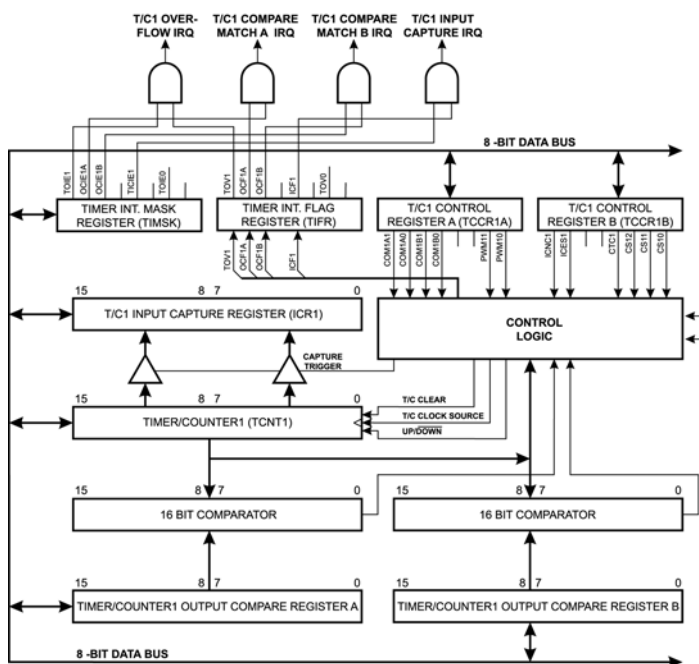 T/C1 OVER-
FLOW IRQ
T/C1 COMPARE
MATCH A IRQ
T/C1 COMPARE
MATCH B IRQ
T/C1 INPUT
CAPTURE IRQ
8 -BIT DATA BUS
TOIE1
OCIE1A
OCIE1B
TICIE1
TOIE0
TOV1
OCF1A
OCF1B
ICF1
TOV0
TIMER INT. MASK
REGISTER (TIMSK)
TIMER INT. FLAG
REGISTER (TIFR)
T/C1 CONTROL
REGISTER A (TCCR1A)
T/C1 CONTROL
REGISTER B (TCCR1B)
TOV1
OCF1A
OCF1B
ICF1
COM1A1
COM1A0
COM1B1
COM1B0
PWM11
PWM10
ICNC1
ICES1
CTC1
CS12
CS11
CS10
15 8 7 0
T/C1 INPUT CAPTURE REGISTER (ICR1)
CONTROL
LOGIC
CAPTURE
TRIGGER
15 8 7 0
TIMER/COUNTER1 (TCNT1)
T/C CLEAR
T/C CLOCK SOURCE
UP/DOWN
15 8 7 0
16 BIT COMPARATOR
15 8 7 0
16 BIT COMPARATOR
15 8 7 0
TIMER/COUNTER1 OUTPUT COMPARE REGISTER A
15 8 7 0
TIMER/COUNTER1 OUTPUT COMPARE REGISTER B
8 -BIT DATA BUS